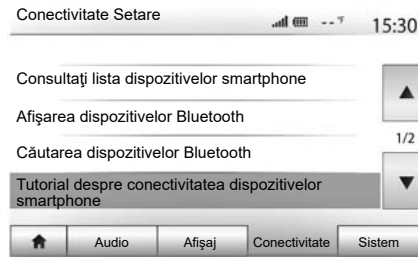 Conectivitate Setare
-- °F
15:30
Consultaţi lista dispozitivelor smartphone
Afişarea dispozitivelor Bluetooth
1/2
Căutarea dispozitivelor Bluetooth
Tutorial despre conectivitatea dispozitivelor
smartphone
Audio
Afişaj
Conectivitate
Sistem